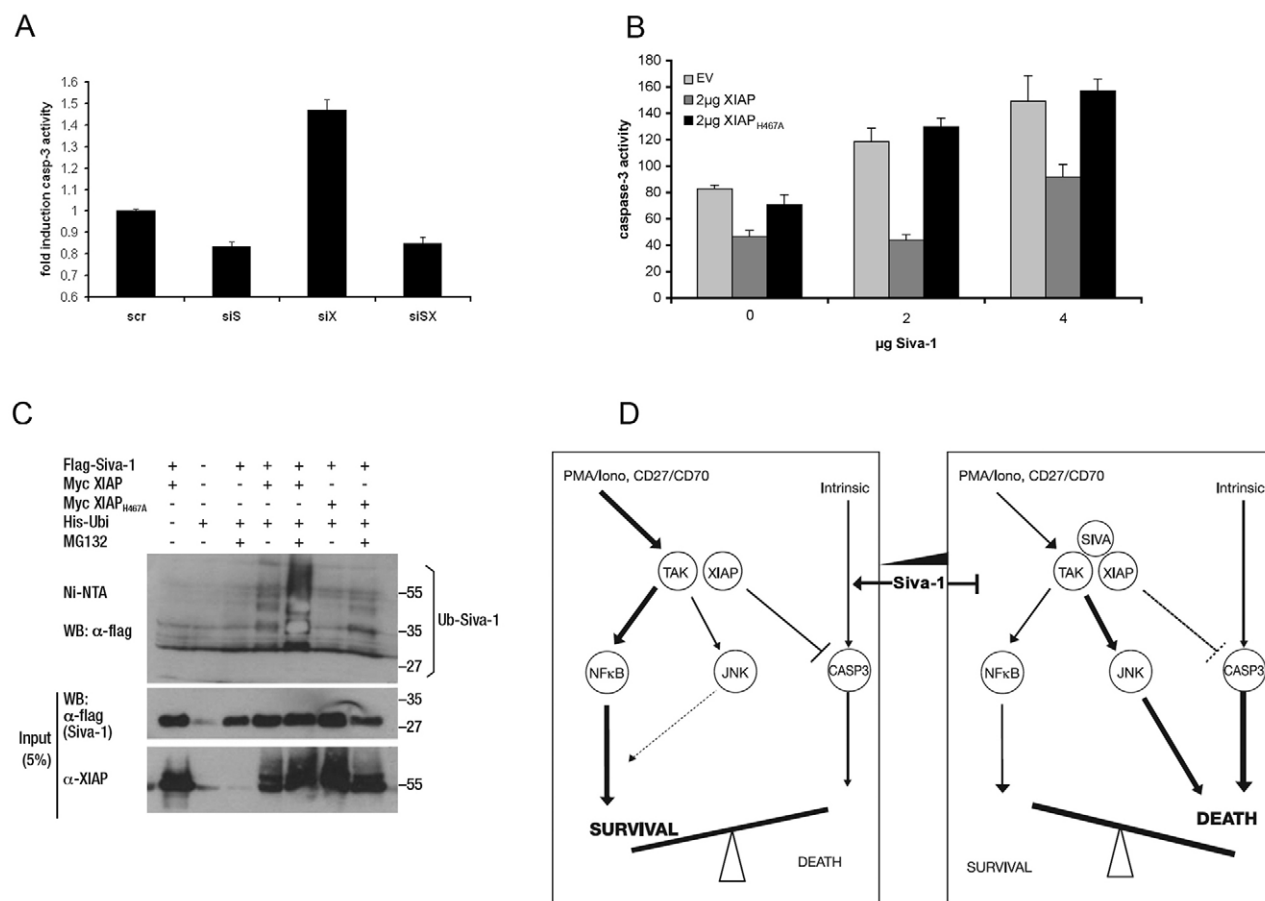 A
fold induction casp-3 activity
1.6
1.5
1.4
1.3
1.2
1.1
1
0.9
0.8
0.7
0.6
scr siS siX siSX
B
caspase-3 activity
180
160
140
120
100
80
60
40
20
0
EV
2µg XIAP
2µg XIAPH467A
0 2 4
µg Siva-1
C
Flag-Siva-1 + - + + + + +
Myc XIAP + - - + + - -
Myc XIAPH467A - - - - - + +
His-Ubi - + + + + + +
MG132 - - + - + - +
Ni-NTA
WB: α-flag
–55
–35
–27
Ub-Siva-1
Input
(5%)
WB:
α-flag
(Siva-1)
–35
–27
α-XIAP
–55
D
PMA/Iono, CD27/CD70
Intrinsic
TAK
XIAP
NFκB
JNK
CASP3
SURVIVAL
DEATH
Siva-1
PMA/Iono, CD27/CD70
Intrinsic
SIVA
TAK
XIAP
NFκB
JNK
CASP3
DEATH
SURVIVAL